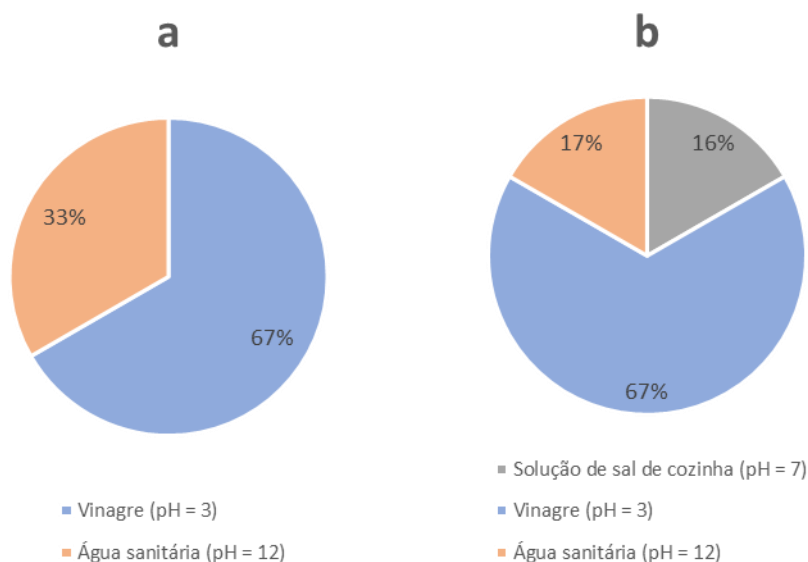 a
33%
67%
Vinagre (pH = 3)
Água sanitária (pH = 12)
b
17%
16%
67%
Solução de sal de cozinha (pH = 7)
Vinagre (pH = 3)
Água sanitária (pH = 12)